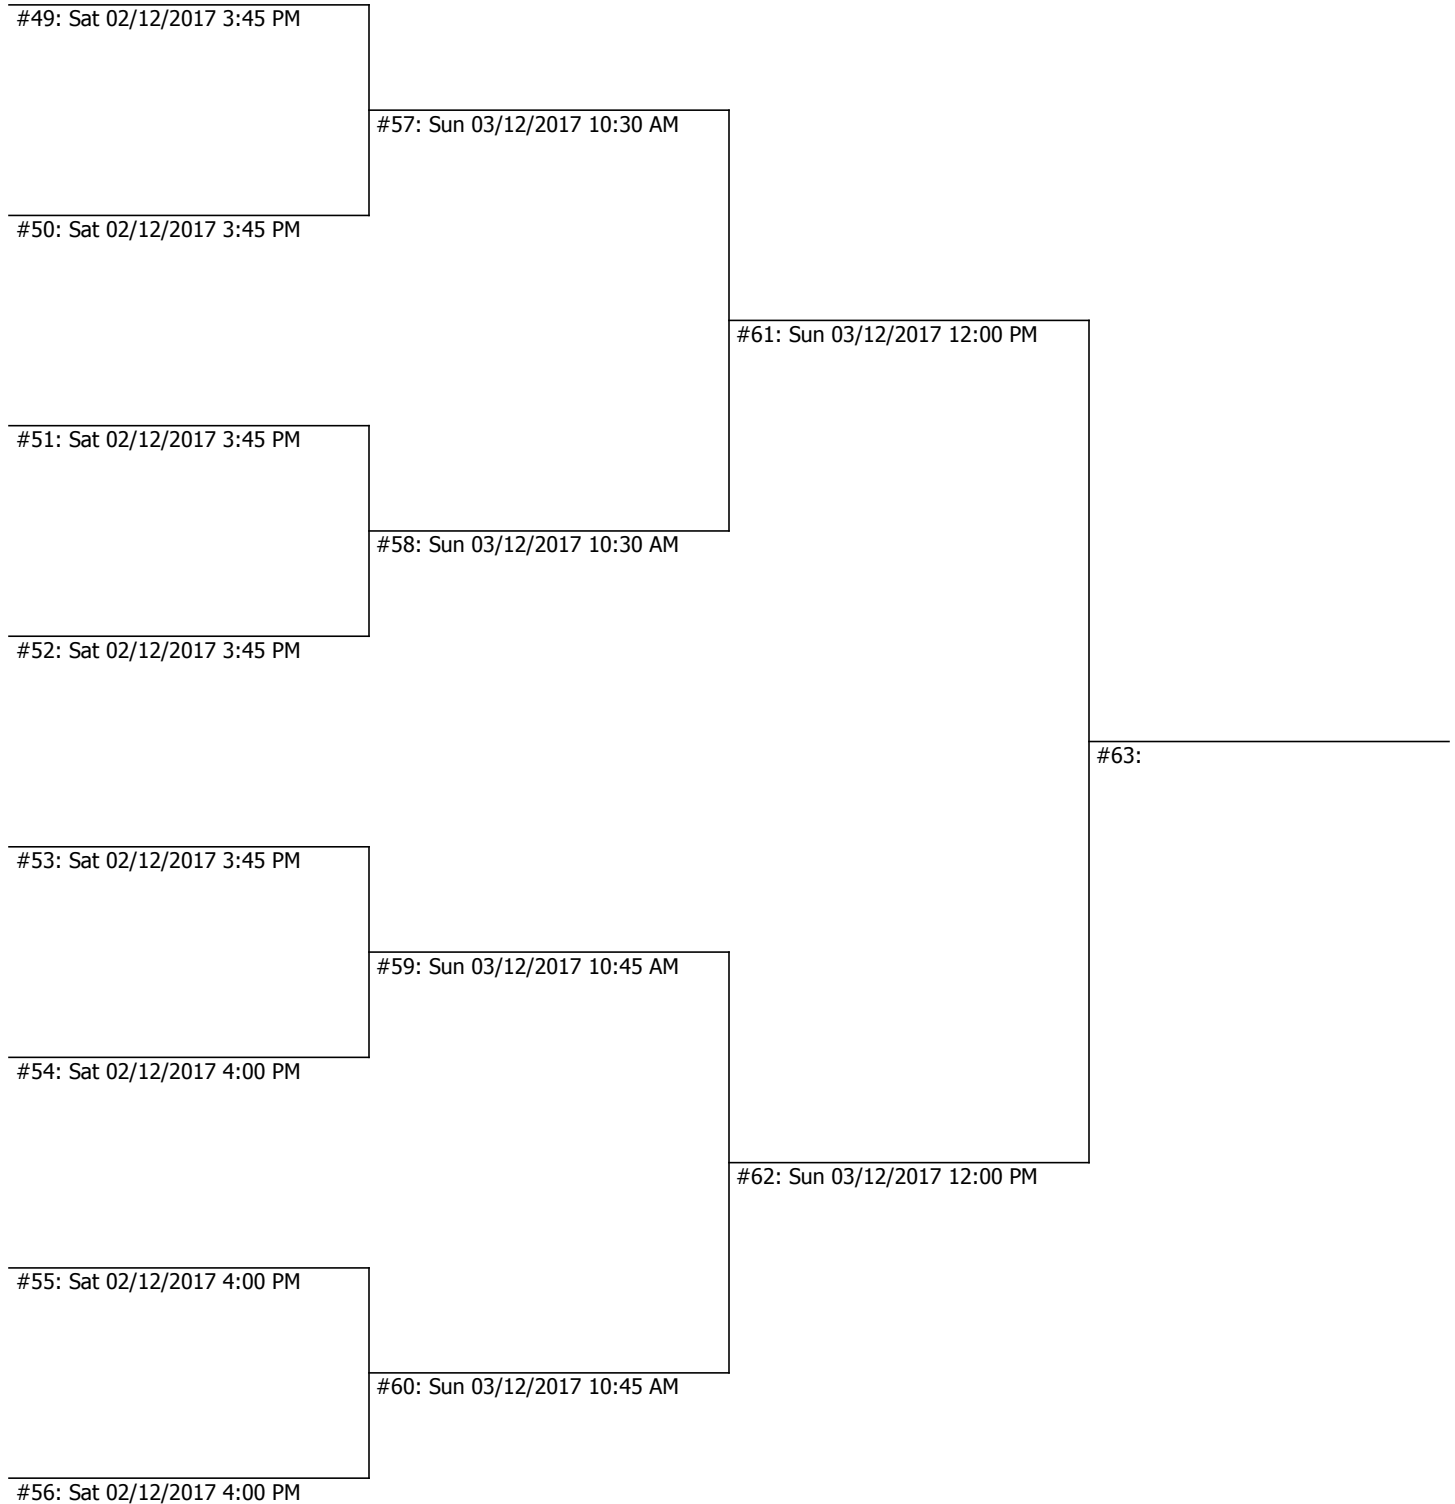 #49: Sat 02/12/2017 3:45 PM
#57: Sun 03/12/2017 10:30 AM
#50: Sat 02/12/2017 3:45 PM
#61: Sun 03/12/2017 12:00 PM
#51: Sat 02/12/2017 3:45 PM
#58: Sun 03/12/2017 10:30 AM
#52: Sat 02/12/2017 3:45 PM
#63:
#53: Sat 02/12/2017 3:45 PM
#59: Sun 03/12/2017 10:45 AM
#54: Sat 02/12/2017 4:00 PM
#62: Sun 03/12/2017 12:00 PM
#55: Sat 02/12/2017 4:00 PM
#60: Sun 03/12/2017 10:45 AM
#56: Sat 02/12/2017 4:00 PM